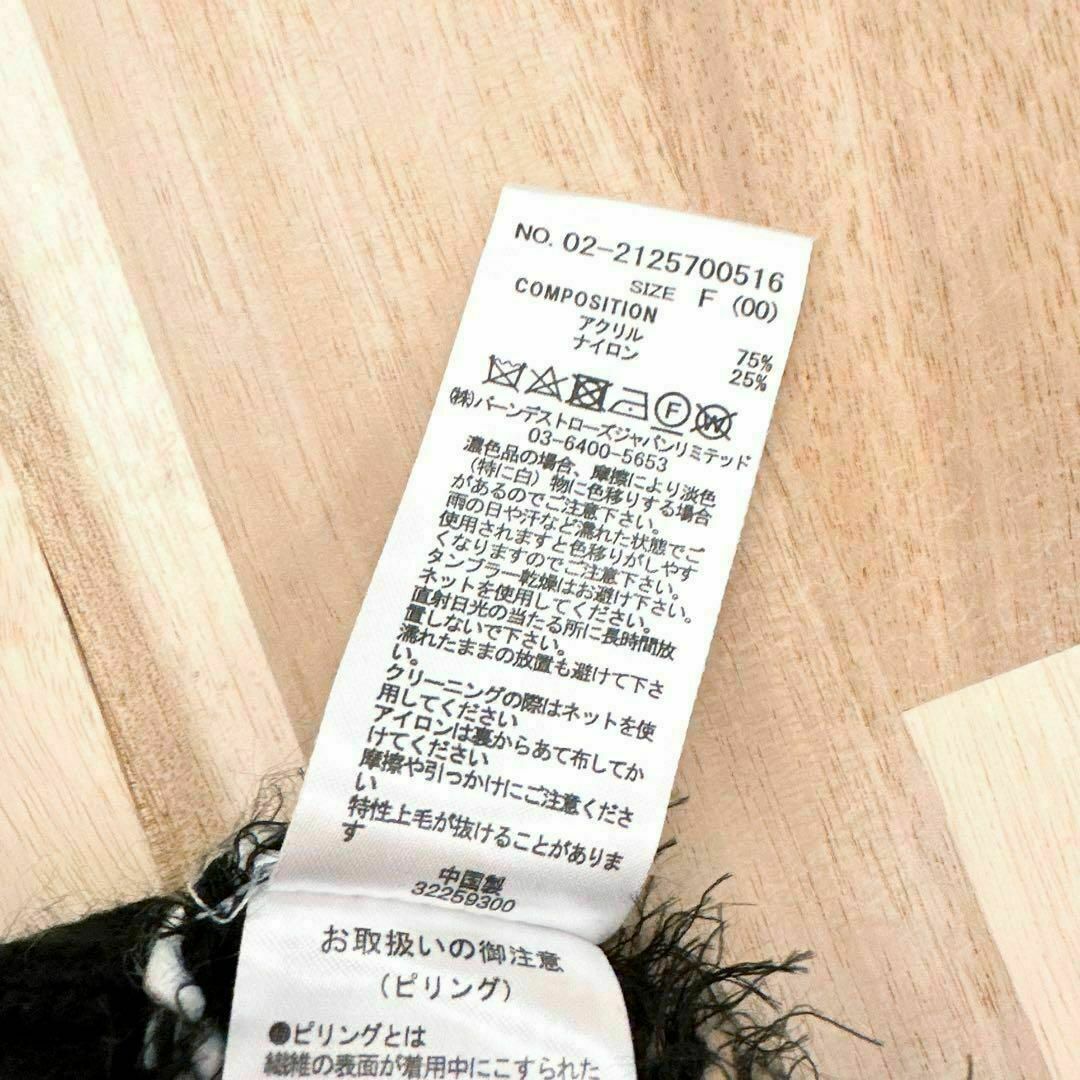 NO. 02-2125700516
SIZE F (00)
COMPOSITION
アクリル 75%
ナイロン 25%
F W
(株)バーンデストローズジャパンリミテッド
03-6400-5653
濃色品の場合、摩擦により淡色
(特に白)物に色移りする場合
があるのでご注意下さい。
雨の日や汗など濡れた状態でご
使用されますと色移りがしやす
くなりますのでご注意下さい。
タンブラー乾燥はお避け下さい。
ネットを使用してください。
直射日光の当たる所に長時間放
置しないで下さい。
濡れたままの放置も避けて下さ
い。
クリーニングの際はネットを使
用してください
アイロンは裏からあて布してか
けてください
摩擦や引っかけにご注意くださ
い
特性上毛が抜けることがありま
す
中国製
32259300
お取扱いの御注意
(ピリング)
●ピリングとは
繊維の表面が着用中にこすられた